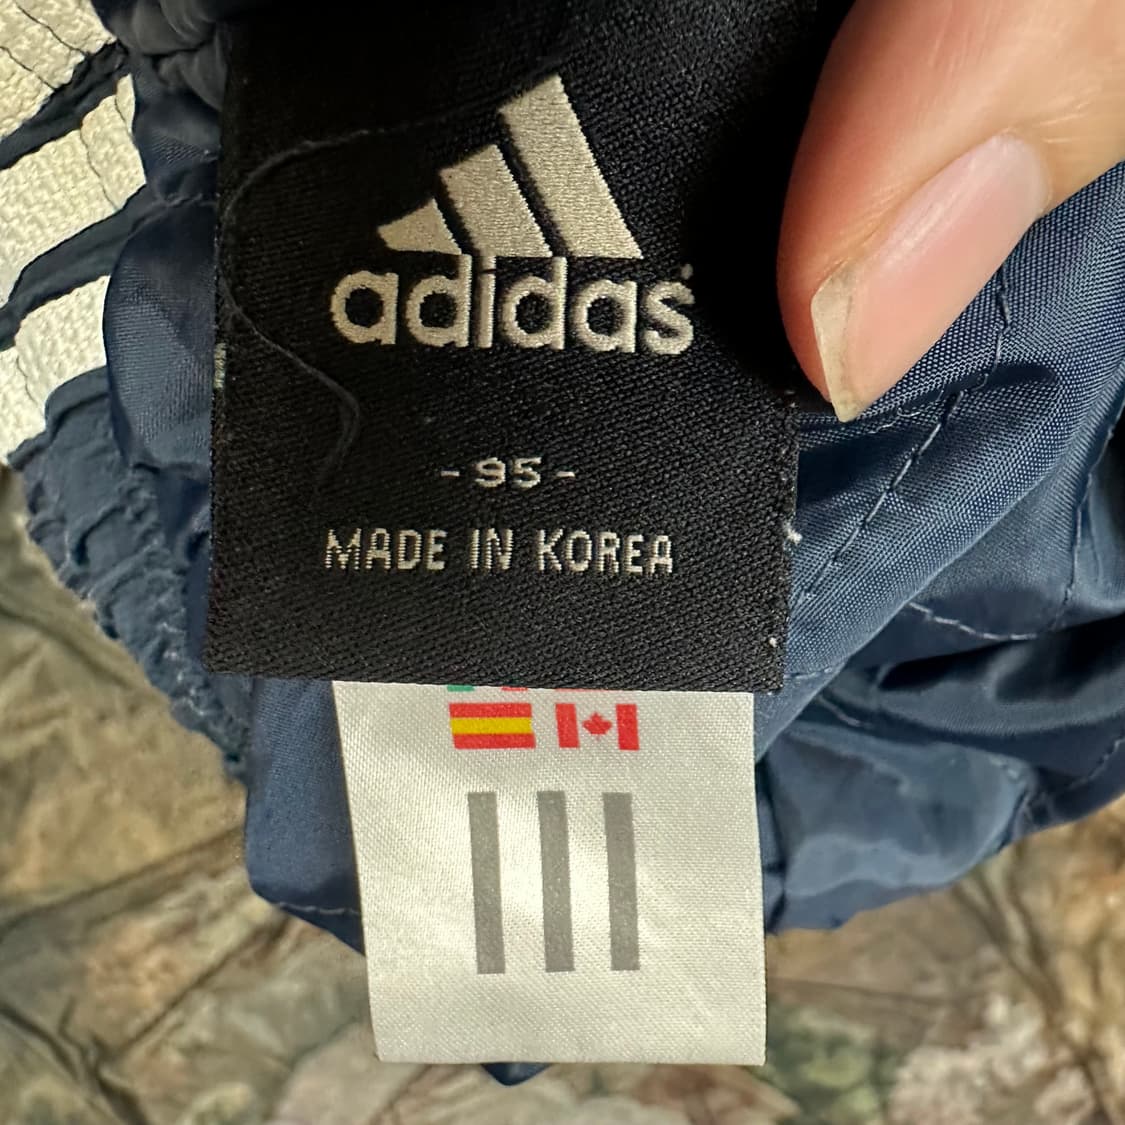 adidas
- 95 -
MADE IN KOREA